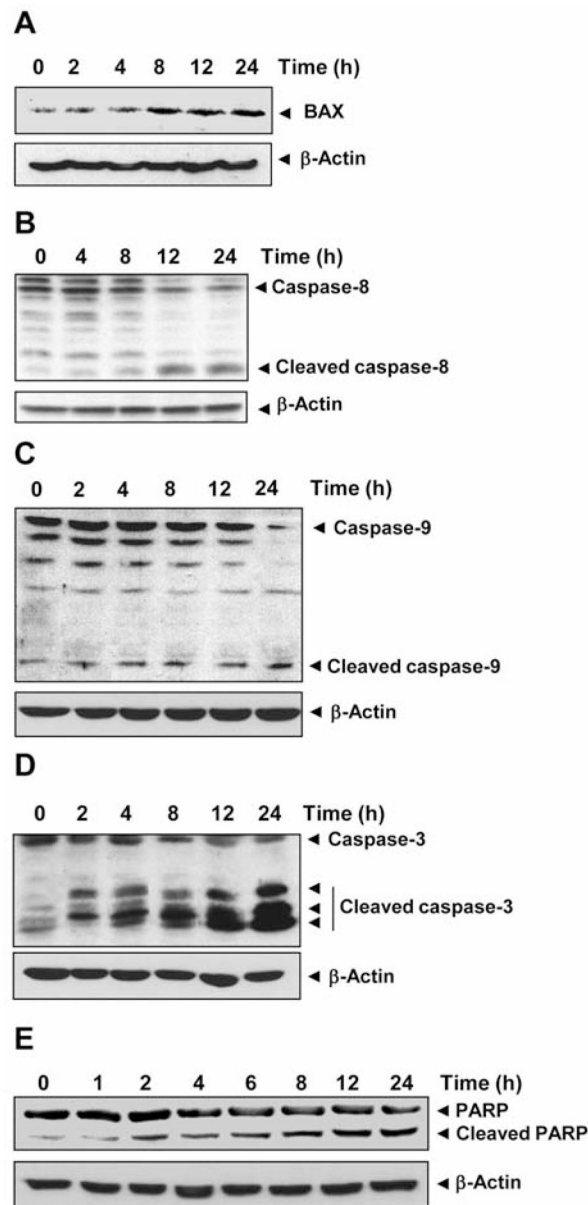 A
0 2 4 8 12 24 Time (h)
BAX
β-Actin
B
0 4 8 12 24 Time (h)
Caspase-8
Cleaved caspase-8
β-Actin
C
0 2 4 8 12 24 Time (h)
Caspase-9
Cleaved caspase-9
β-Actin
D
0 2 4 8 12 24 Time (h)
Caspase-3
Cleaved caspase-3
β-Actin
E
0 1 2 4 6 8 12 24 Time (h)
PARP
Cleaved PARP
β-Actin